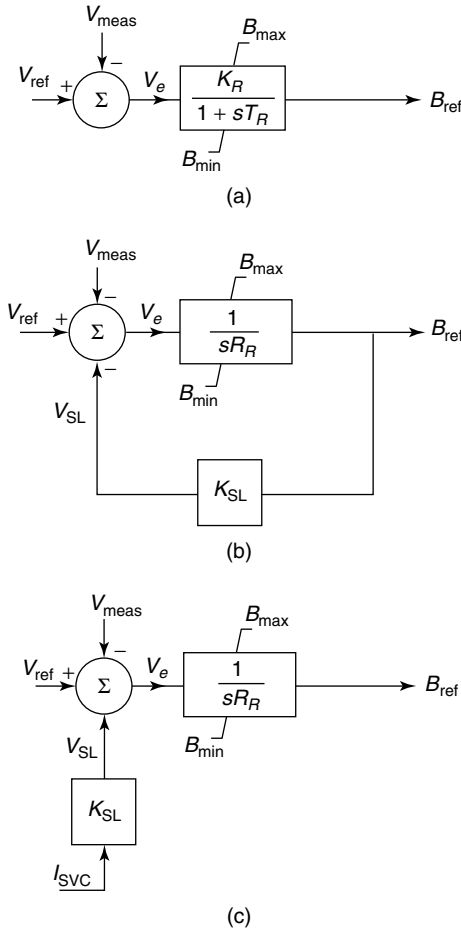 V_meas
V_ref + − Σ V_e K_R / 1 + sT_R B_max B_min B_ref
(a)
V_meas
V_ref + − − Σ V_e 1 / sR_R B_max B_min B_ref
V_SL
K_SL
(b)
V_meas
V_ref + − Σ V_e 1 / sR_R B_max B_min B_ref
V_SL
K_SL
I_SVC
(c)